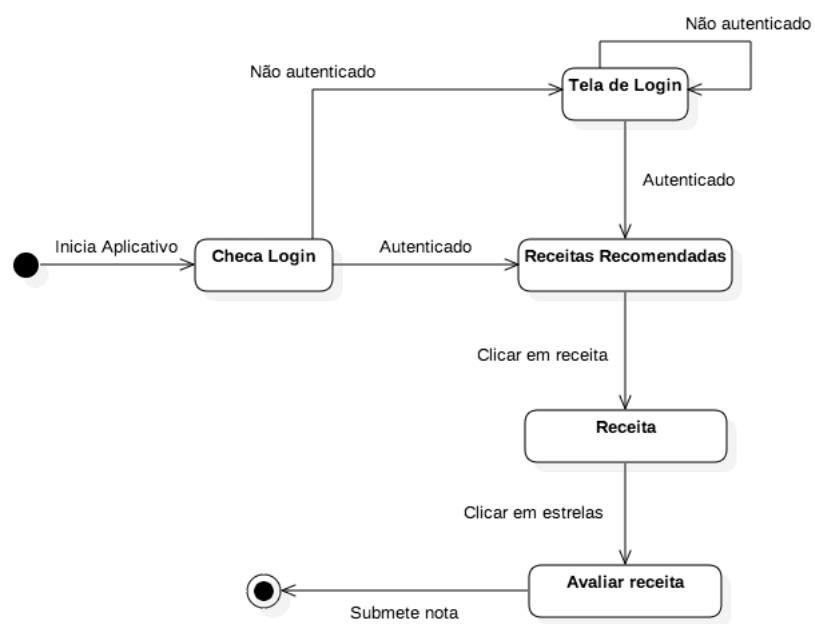 Não autenticado
Não autenticado
Tela de Login
Autenticado
Inicia Aplicativo
Checa Login
Autenticado
Receitas Recomendadas
Clicar em receita
Receita
Clicar em estrelas
Avaliar receita
Submete nota